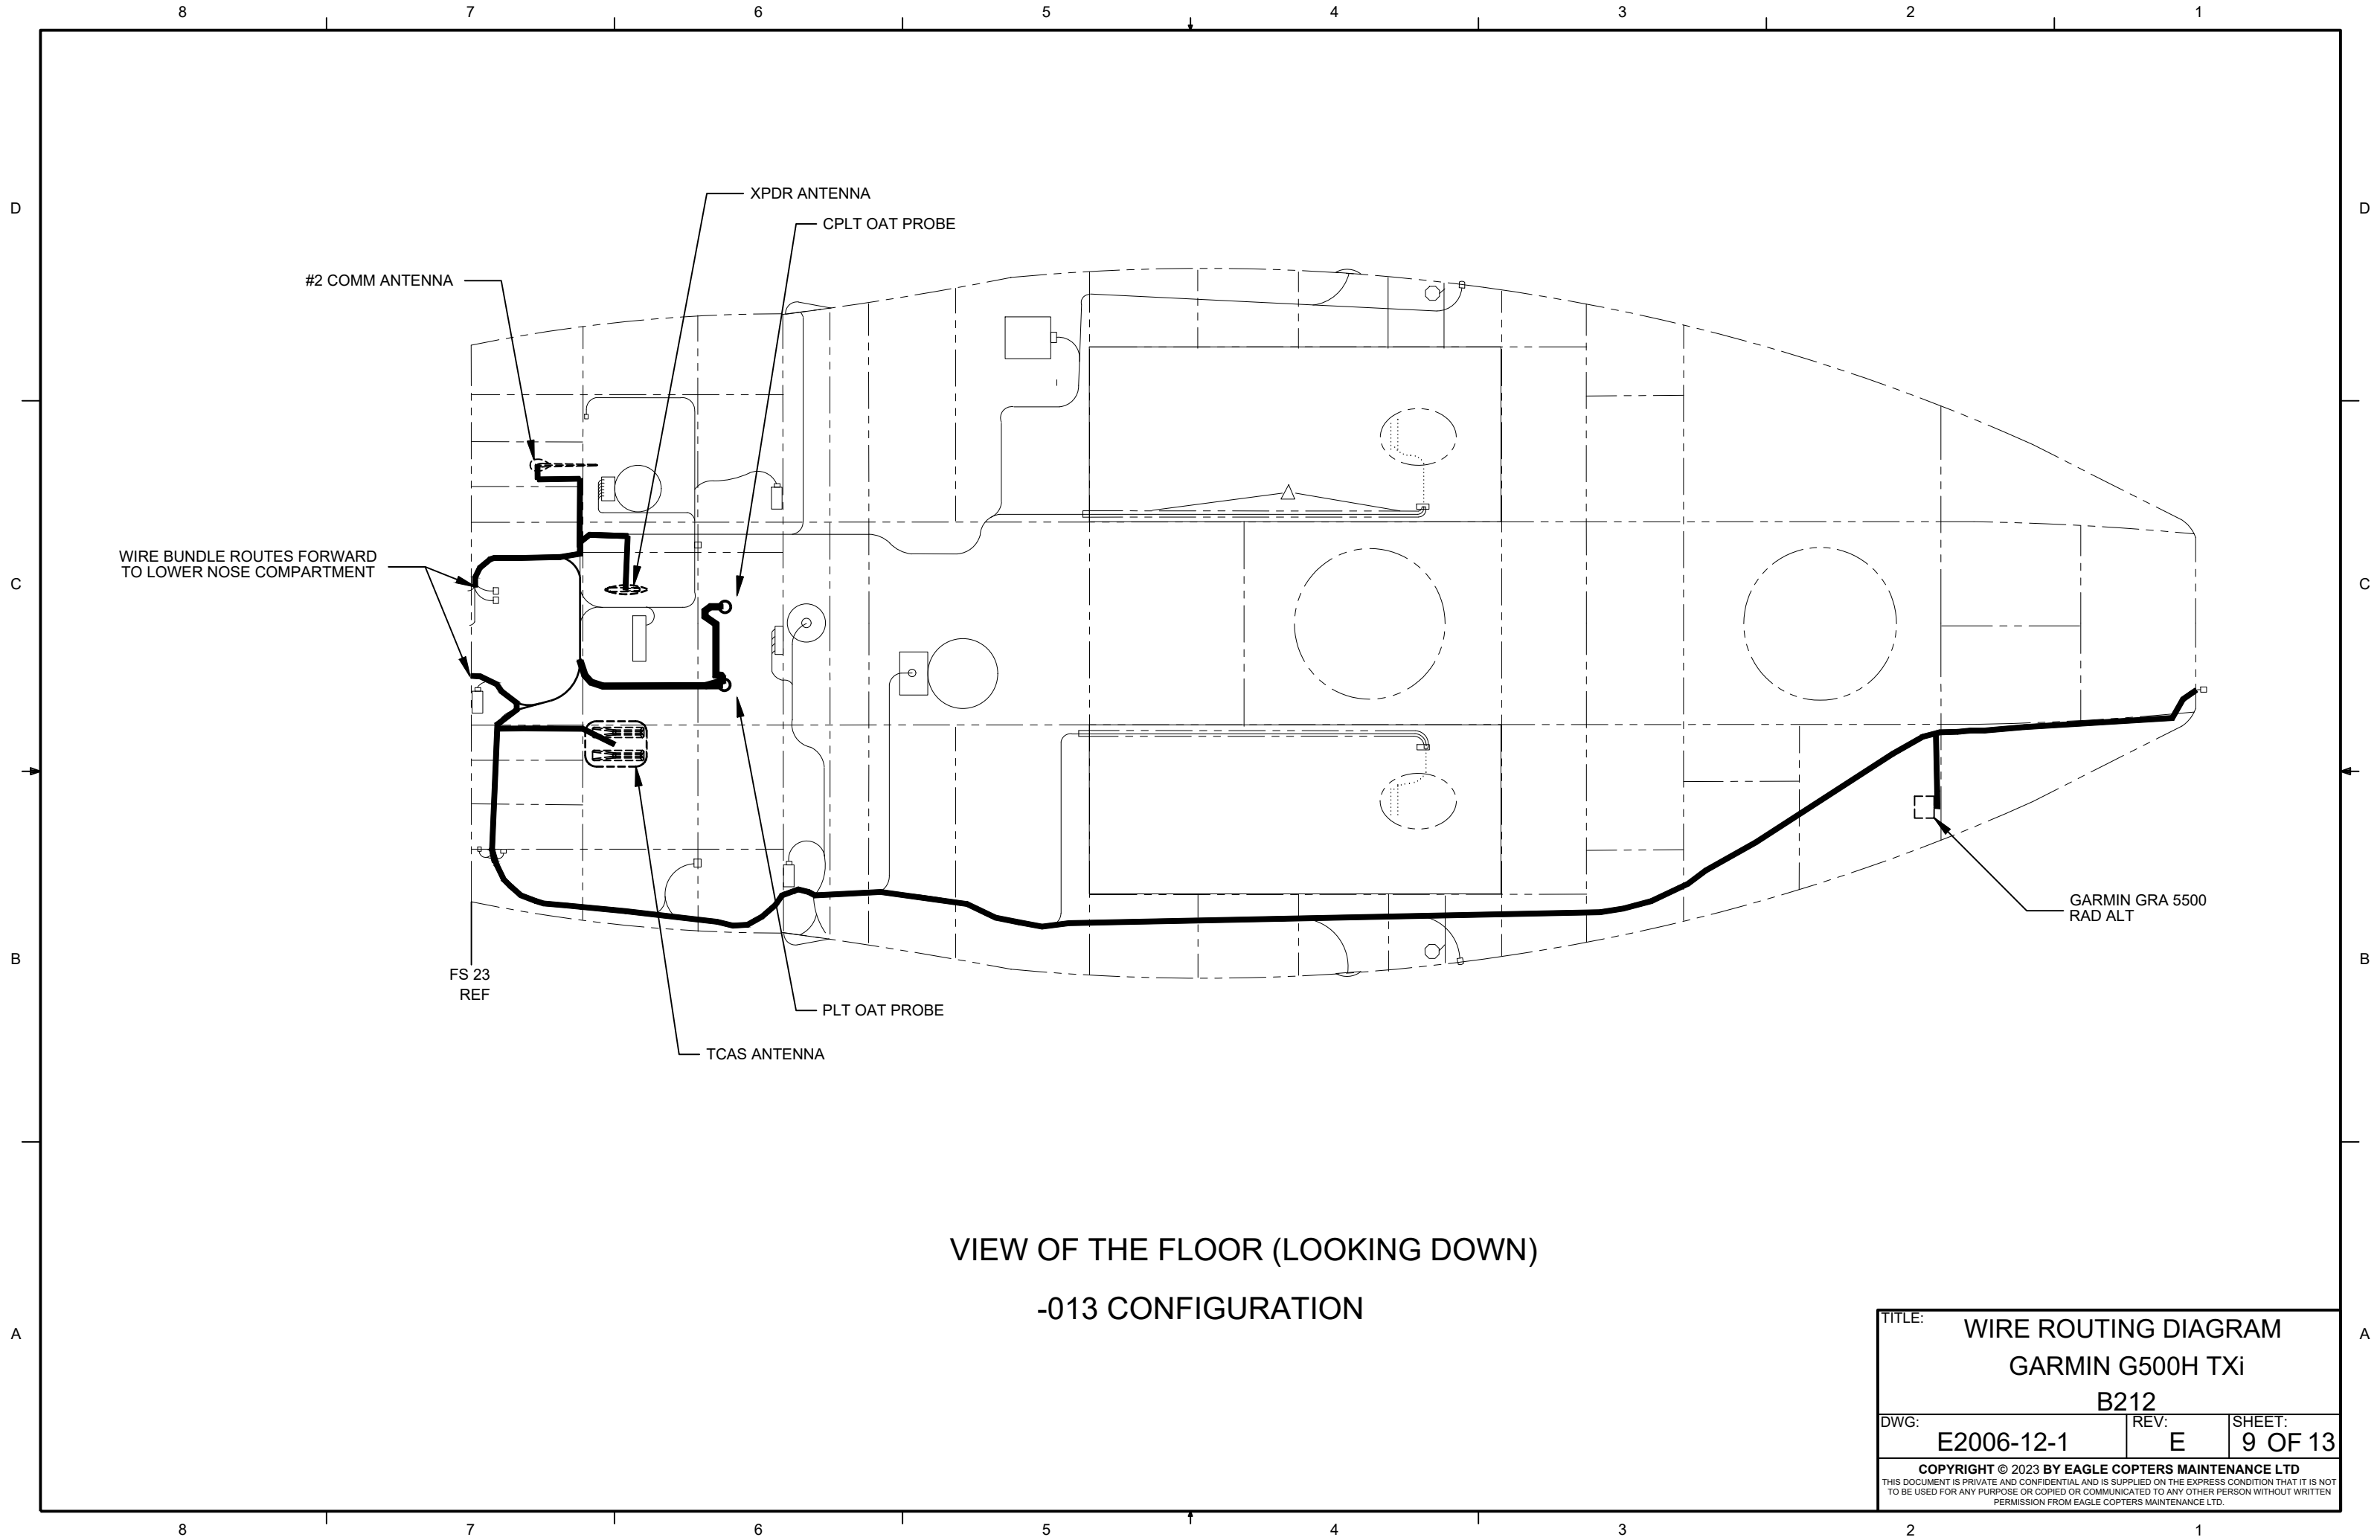 8 7 6 5 4 3 2 1
D D
XPDR ANTENNA
CPLT OAT PROBE
#2 COMM ANTENNA
WIRE BUNDLE ROUTES FORWARD
TO LOWER NOSE COMPARTMENT
C C
GARMIN GRA 5500
RAD ALT
B B
FS 23
REF
PLT OAT PROBE
TCAS ANTENNA
VIEW OF THE FLOOR (LOOKING DOWN)
-013 CONFIGURATION
A A
TITLE:
WIRE ROUTING DIAGRAM
GARMIN G500H TXi
B212
DWG: REV: SHEET:
E2006-12-1 E 9 OF 13
COPYRIGHT © 2023 BY EAGLE COPTERS MAINTENANCE LTD
THIS DOCUMENT IS PRIVATE AND CONFIDENTIAL AND IS SUPPLIED ON THE EXPRESS CONDITION THAT IT IS NOT
TO BE USED FOR ANY PURPOSE OR COPIED OR COMMUNICATED TO ANY OTHER PERSON WITHOUT WRITTEN
PERMISSION FROM EAGLE COPTERS MAINTENANCE LTD.
8 7 6 5 4 3 2 1